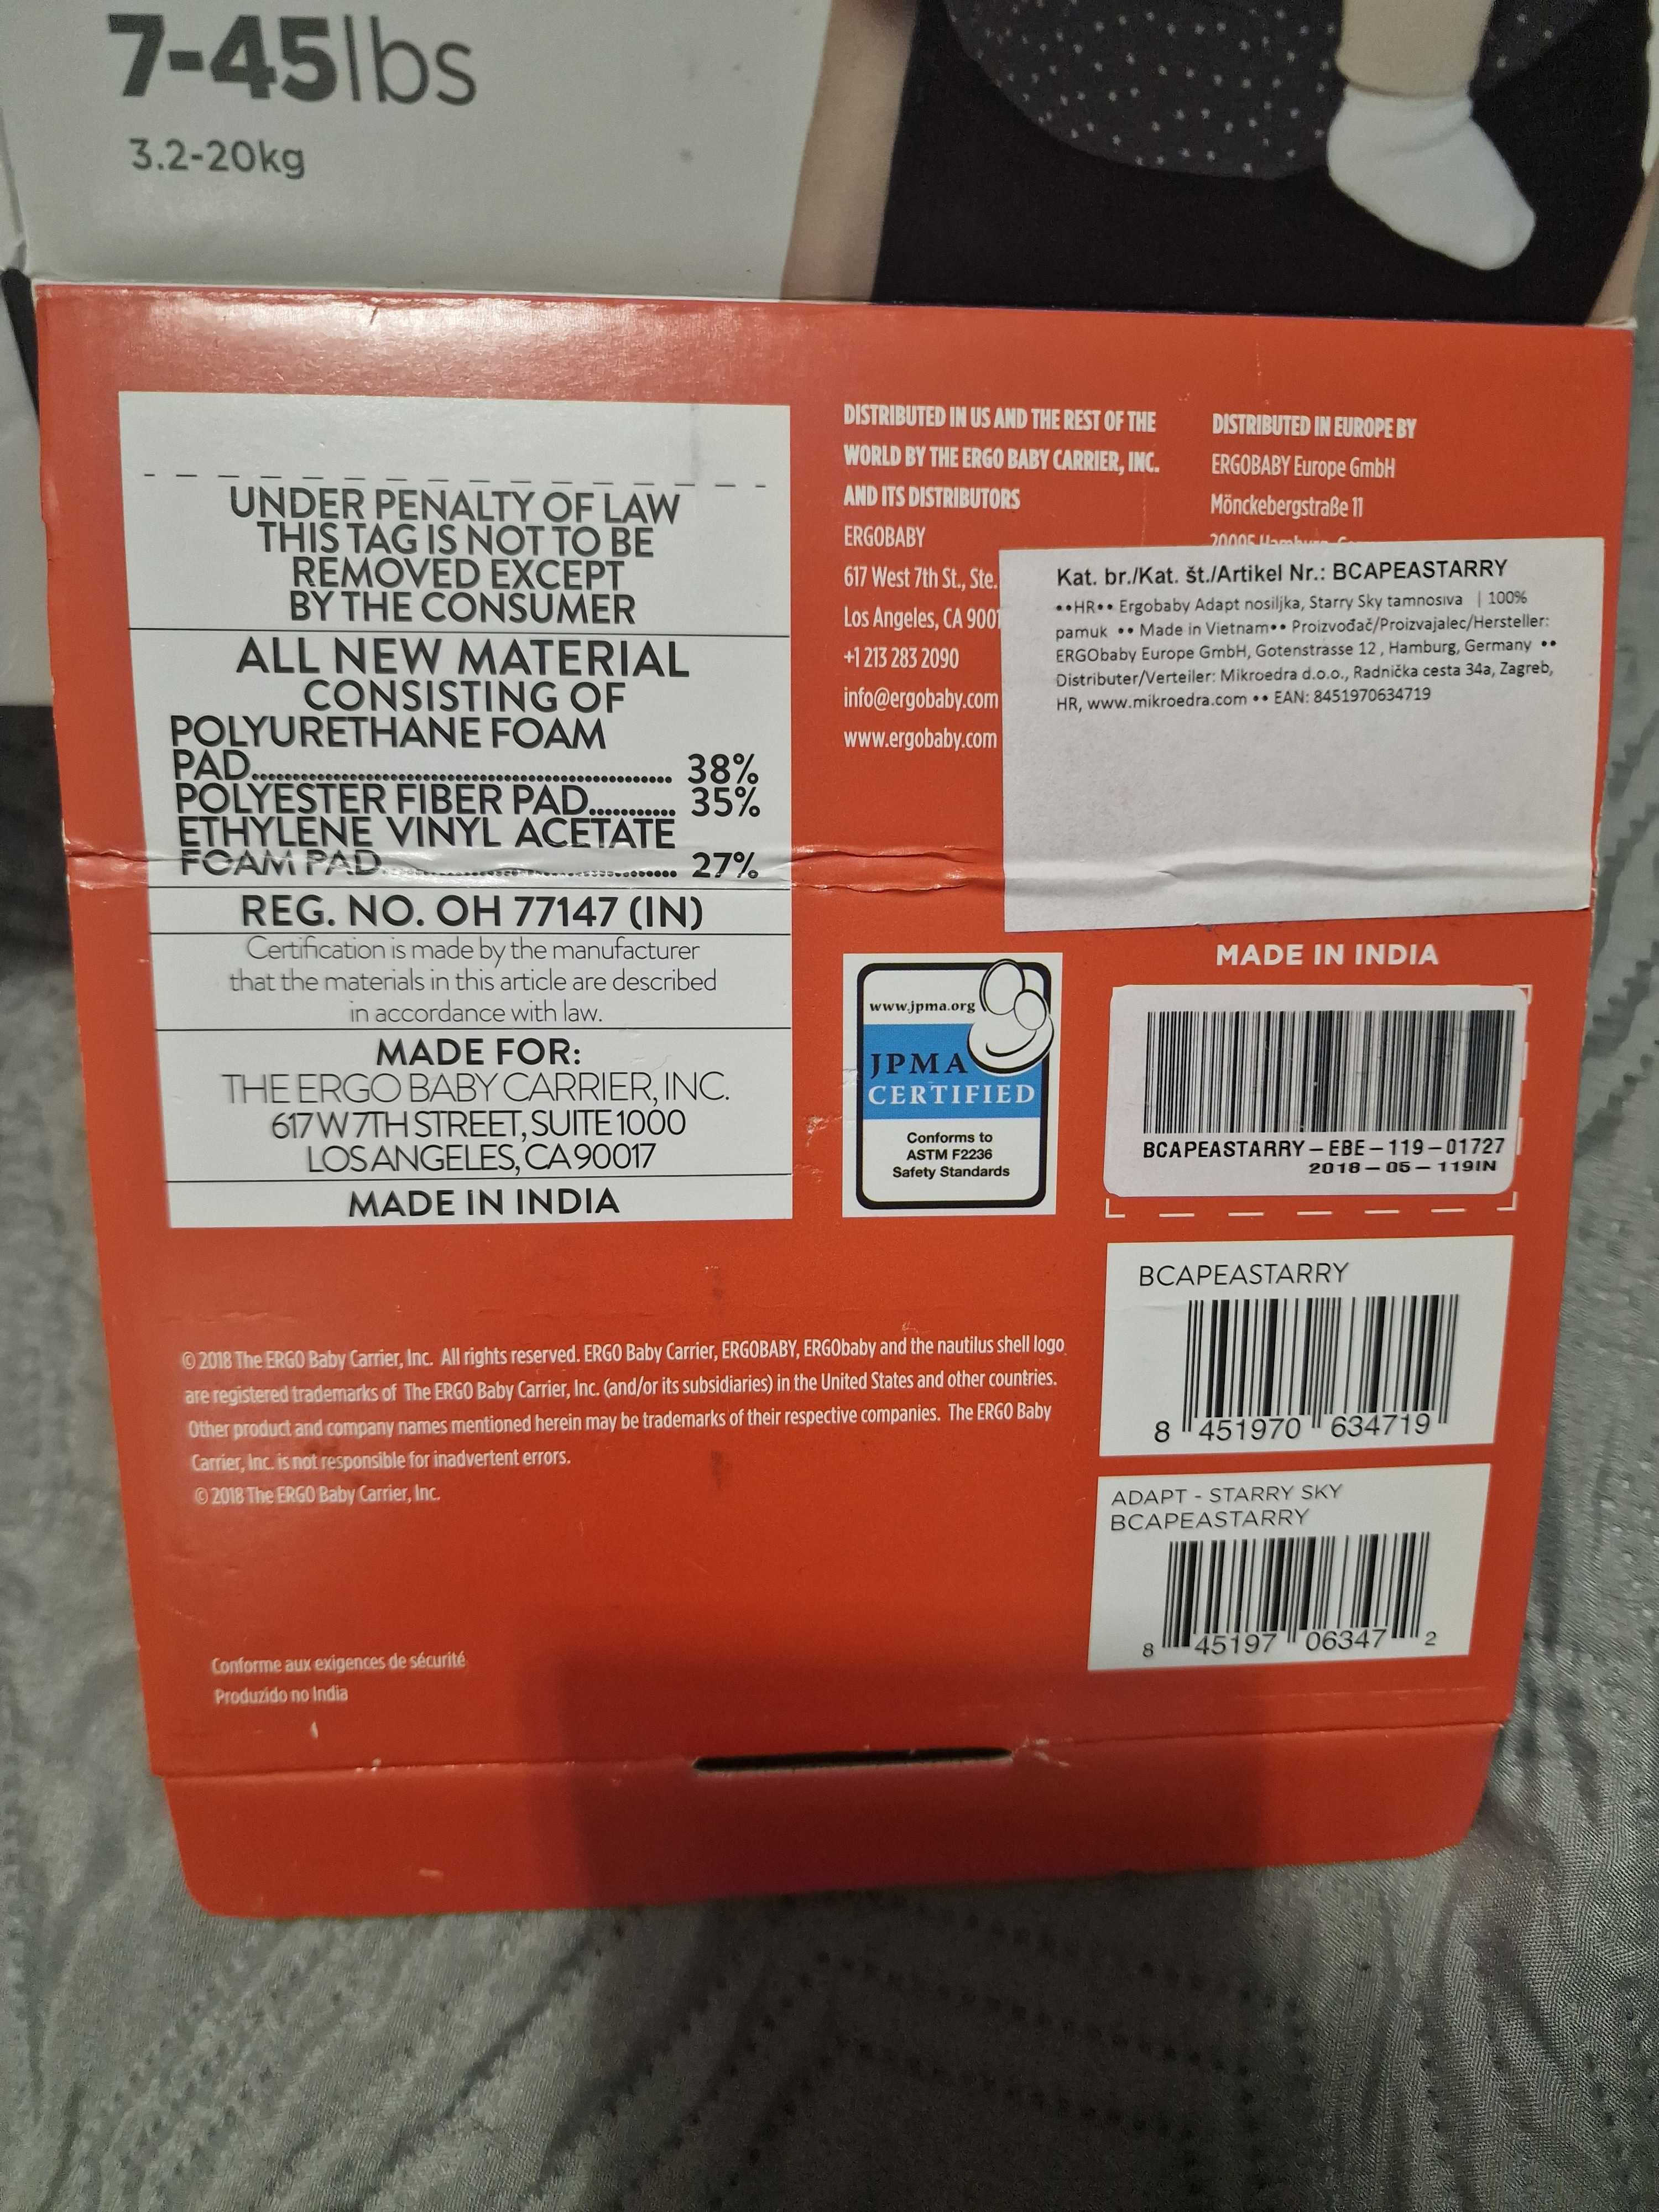 7-45lbs
3.2-20kg
UNDER PENALTY OF LAW
THIS TAG IS NOT TO BE
REMOVED EXCEPT
BY THE CONSUMER
ALL NEW MATERIAL
CONSISTING OF
POLYURETHANE FOAM
PAD........................ 38%
POLYESTER FIBER PAD........... 35%
ETHYLENE VINYL ACETATE
FOAM PAD........................ 27%
REG. NO. OH 77147 (IN)
Certification is made by the manufacturer
that the materials in this article are described
in accordance with law.
MADE FOR:
THE ERGO BABY CARRIER, INC.
617 W 7TH STREET, SUITE 1000
LOS ANGELES, CA 90017
MADE IN INDIA
DISTRIBUTED IN US AND THE REST OF THE
WORLD BY THE ERGO BABY CARRIER, INC.
AND ITS DISTRIBUTORS
ERGOBABY
617 West 7th St., Ste.
Los Angeles, CA 9001
+1 213 283 2090
info@ergobaby.com
www.ergobaby.com
DISTRIBUTED IN EUROPE BY
ERGOBABY Europe GmbH
Mönckebergstraße 11
Kat. br./Kat. št./Artikel Nr.: BCAPEASTARRY
••HR•• Ergobaby Adapt nosiljka, Starry Sky tamnosiva | 100%
pamuk •• Made in Vietnam•• Proizvođač/Proizvajalec/Hersteller:
ERGObaby Europe GmbH, Gotenstrasse 12 , Hamburg, Germany ••
Distributer/Verteiler: Mikroedra d.o.o., Radnička cesta 34a, Zagreb,
HR, www.mikroedra.com •• EAN: 8451970634719
www.jpma.org
JPMA
CERTIFIED
Conforms to
ASTM F2236
Safety Standards
MADE IN INDIA
BCAPEASTARRY-EBE-119-01727
2018-05-119IN
BCAPEASTARRY
8 451970 634719
ADAPT - STARRY SKY
BCAPEASTARRY
8 45197 06347 2
© 2018 The ERGO Baby Carrier, Inc. All rights reserved. ERGO Baby Carrier, ERGOBABY, ERGObaby and the nautilus shell logo
are registered trademarks of The ERGO Baby Carrier, Inc. (and/or its subsidiaries) in the United States and other countries.
Other product and company names mentioned herein may be trademarks of their respective companies. The ERGO Baby
Carrier, Inc. is not responsible for inadvertent errors.
© 2018 The ERGO Baby Carrier, Inc.
Conforme aux exigences de sécurité
Produzido no India